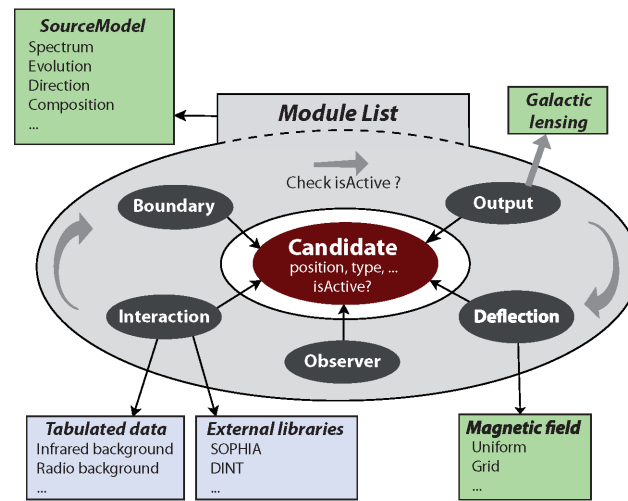 SourceModel
Spectrum
Evolution
Direction
Composition
...
Module List
Galactic
lensing
Check isActive ?
Boundary
Output
Candidate
position, type, ...
isActive?
Interaction
Deflection
Observer
Tabulated data
Infrared background
Radio background
...
External libraries
SOPHIA
DINT
...
Magnetic field
Uniform
Grid
...